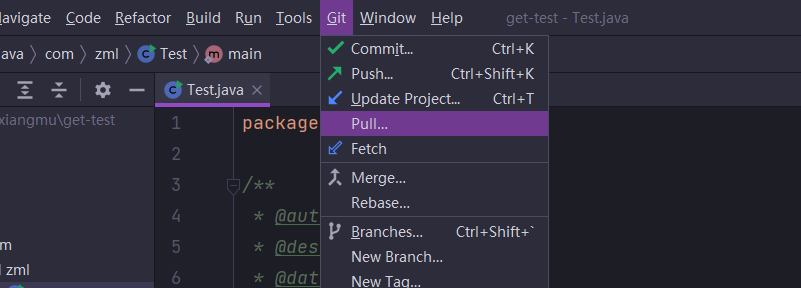 avigate Code Refactor Build Run Tools Git Window Help get-test - Test.java
ava com zml Test main
Commit... Ctrl+K
Push... Ctrl+Shift+K
Update Project... Ctrl+T
Pull...
Fetch
Merge...
Rebase...
Branches... Ctrl+Shift+`
New Branch...
New Tag...
Test.java
xiangmu\get-test
m
zml
1 package
2
3 /**
4 * @aut
5 * @des
6 * @dat